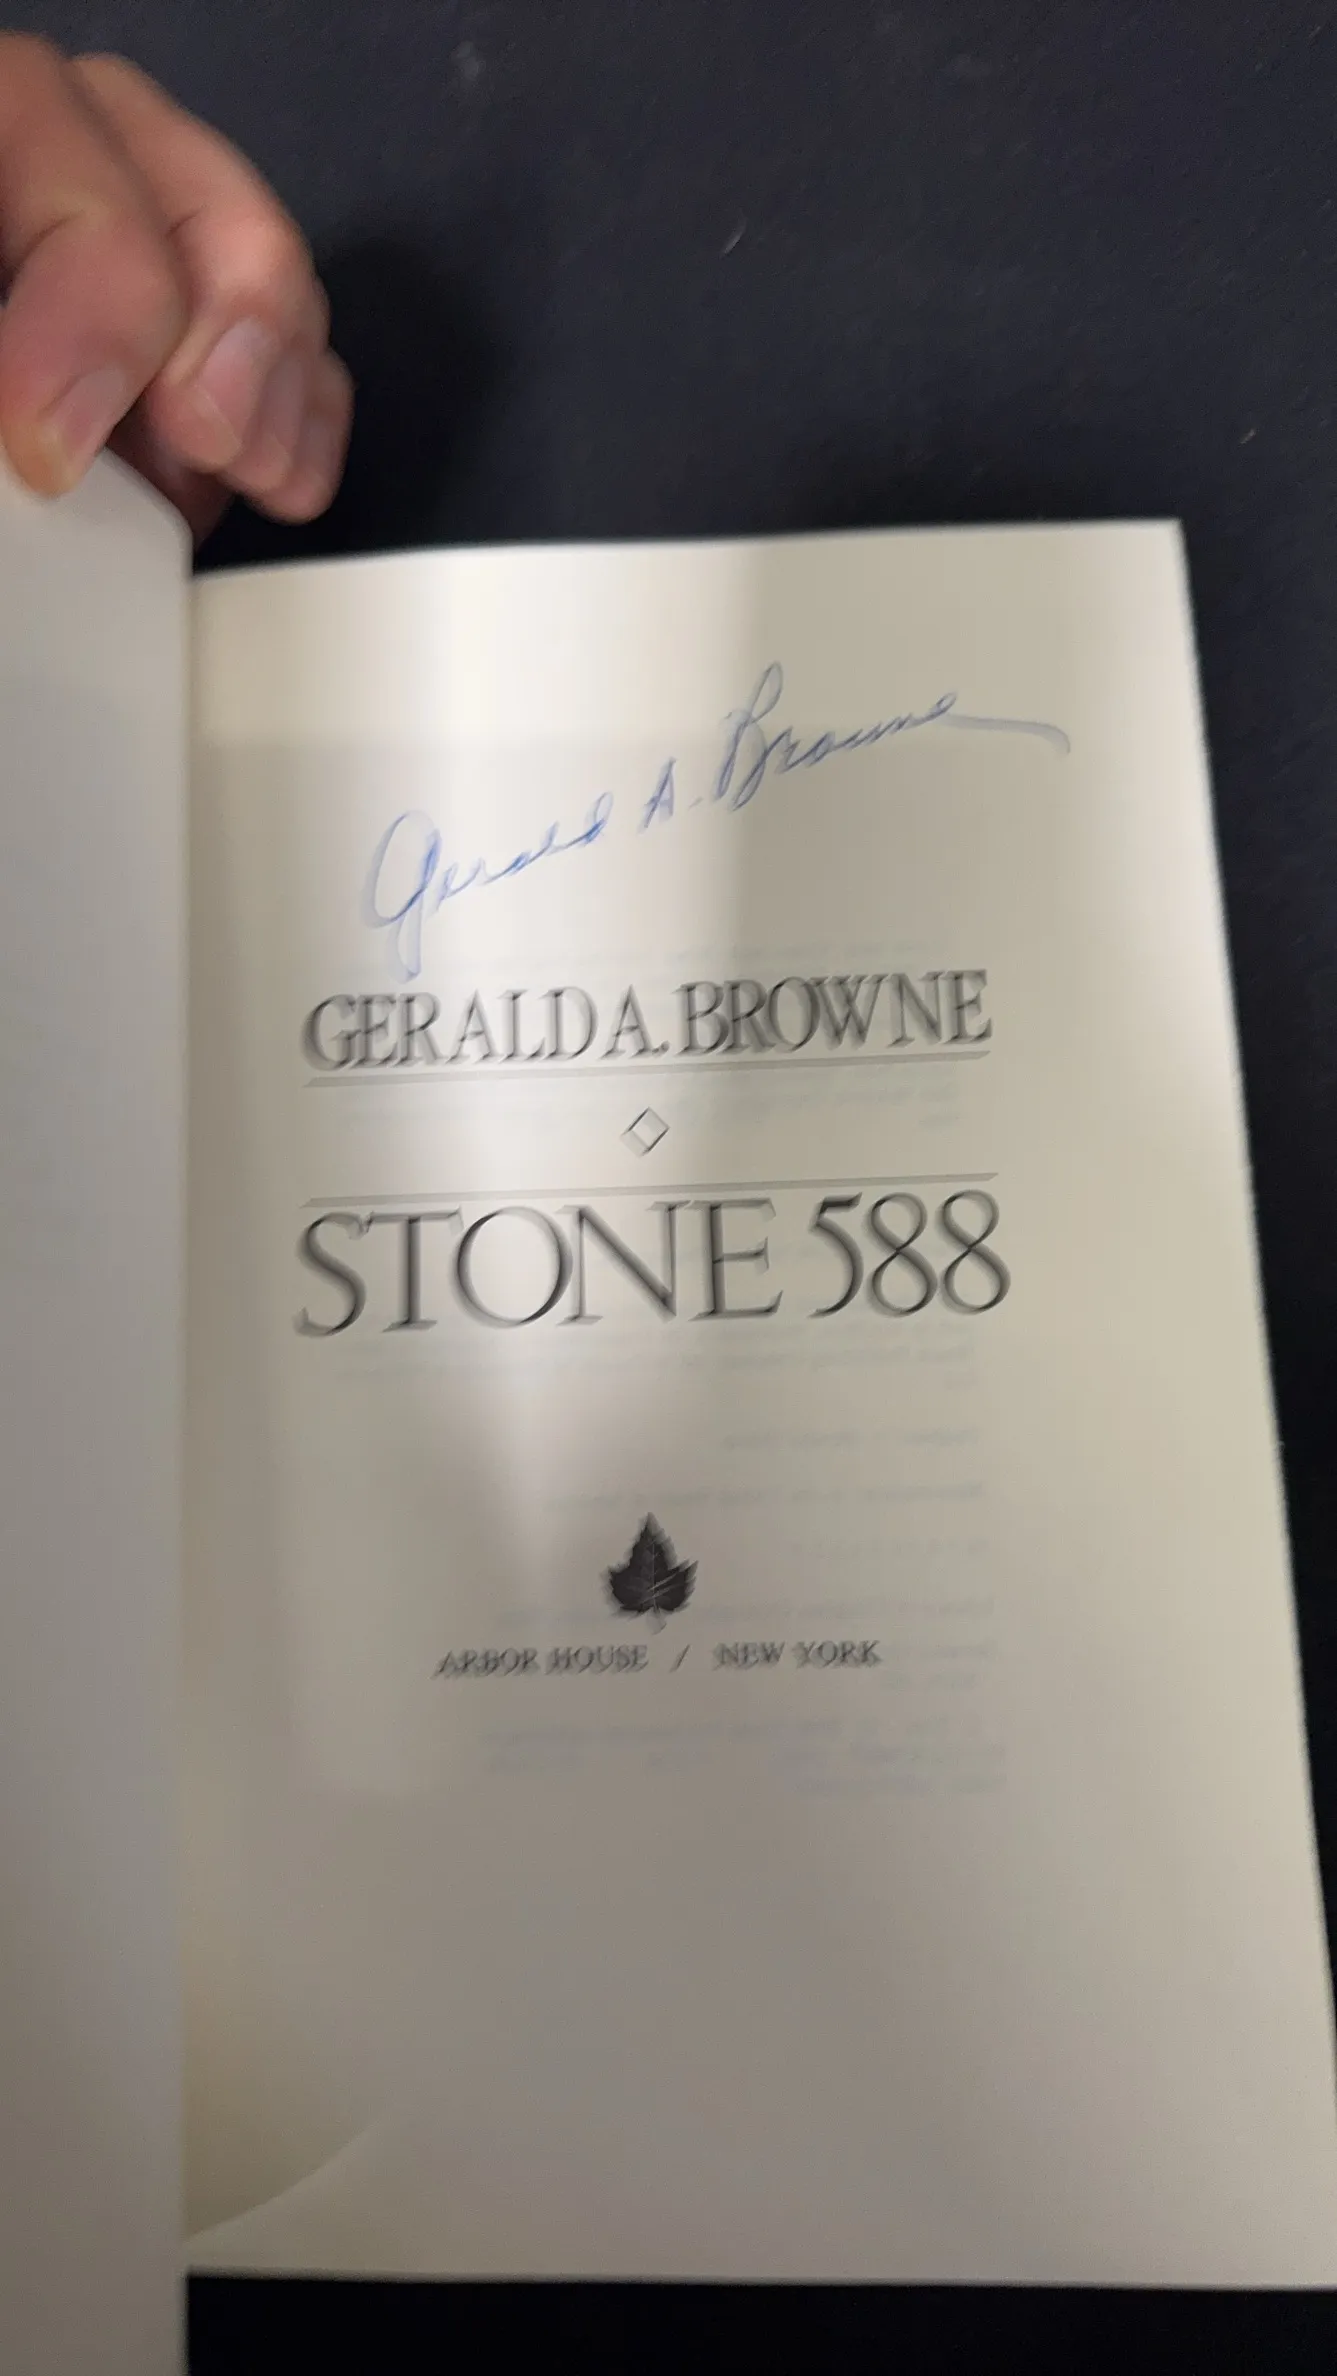 Gerald A. Browne
GERALD A. BROWNE
STONE 588
ARBOR HOUSE / NEW YORK